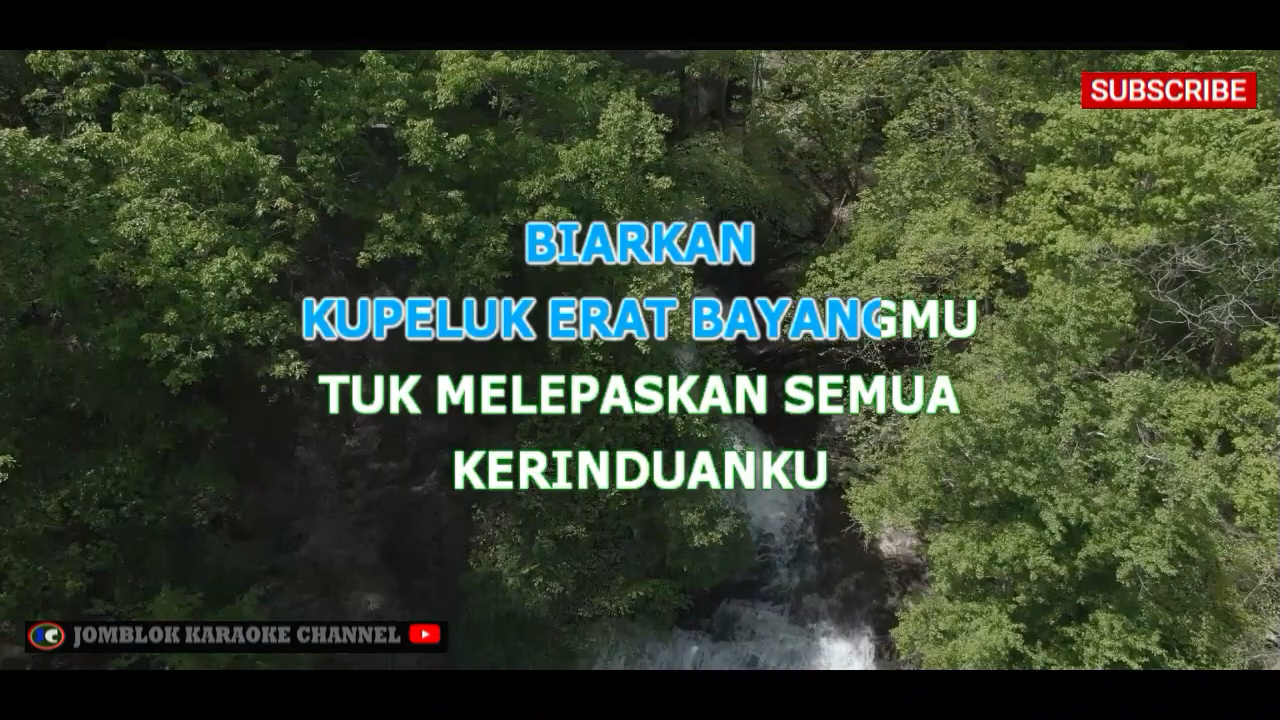 SUBSCRIBE
BIARKAN
KUPELUK ERAT BAYANGMU
TUK MELEPASKAN SEMUA
KERINDUANKU
JOMBLOK KARAOKE CHANNEL